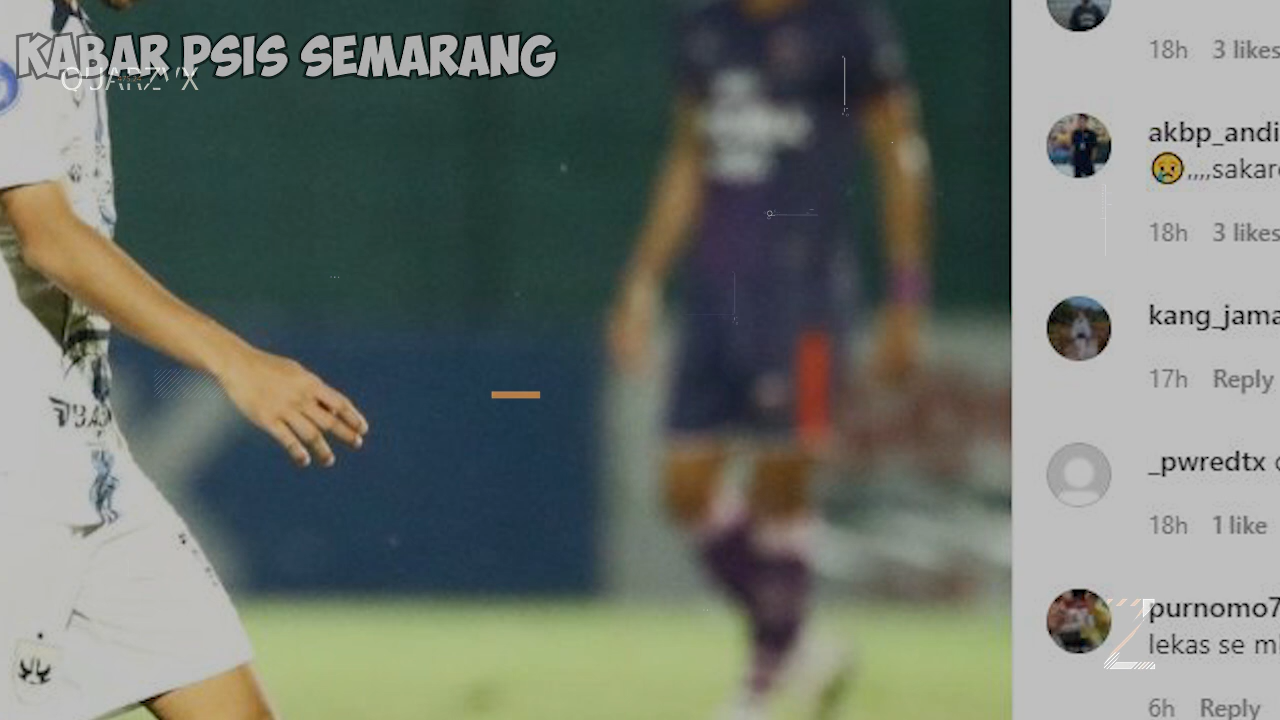 KABAR PSIS SEMARANG
18h 3 likes
akbp_andi
😢,,,,sakar
18h 3 likes
kang_jama
17h Reply
_pwredtx
18h 1 like
purnomo7
lekas se m
6h Reply